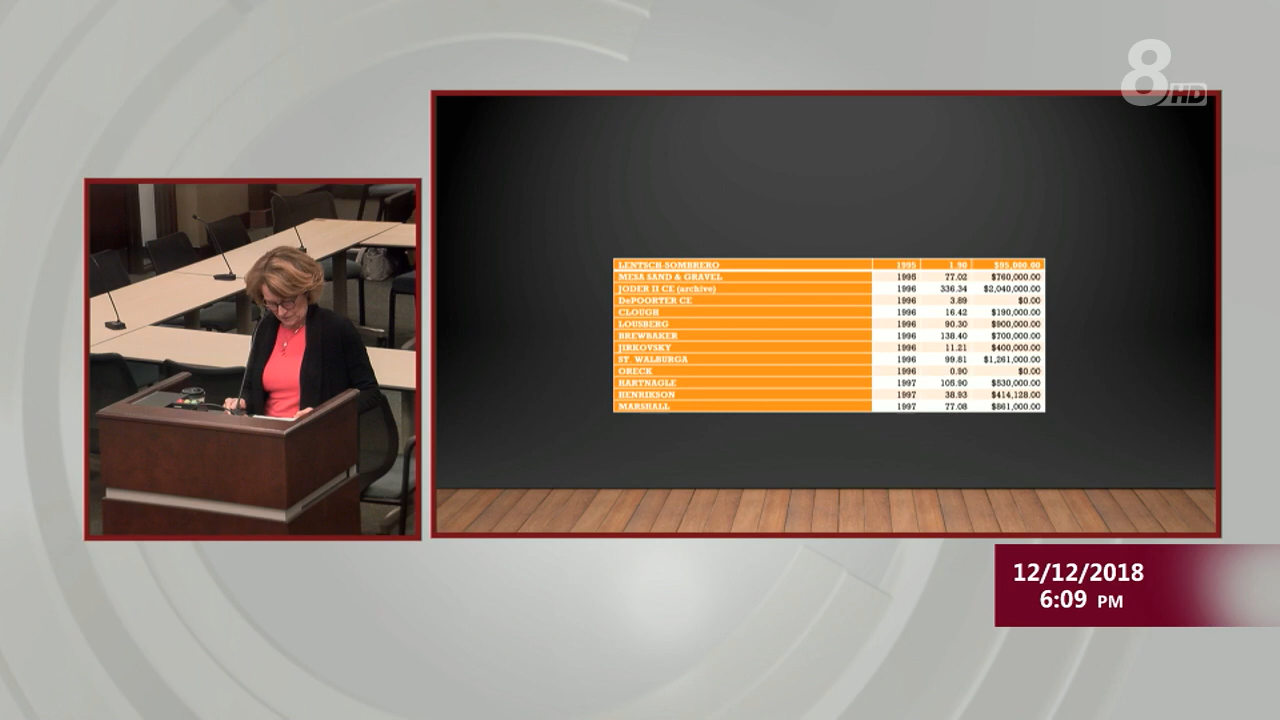 8HD
LENTSCH-SOMBRERO 1995 1.90 $95,000.00
MESA SAND & GRAVEL 1995 77.02 $760,000.00
JODER II CE (archive) 1996 336.34 $2,040,000.00
DePOORTER CE 1996 3.89 $0.00
CLOUGH 1996 16.42 $190,000.00
LOUSBERG 1996 90.30 $900,000.00
BREWBAKER 1996 138.40 $700,000.00
JIRKOVSKY 1996 11.21 $400,000.00
ST. WALBURGA 1996 99.81 $1,261,000.00
ORECK 1996 0.90 $0.00
HARTNAGLE 1997 105.90 $530,000.00
HENRIKSON 1997 38.93 $414,128.00
MARSHALL 1997 77.08 $861,000.00
12/12/2018
6:09 PM